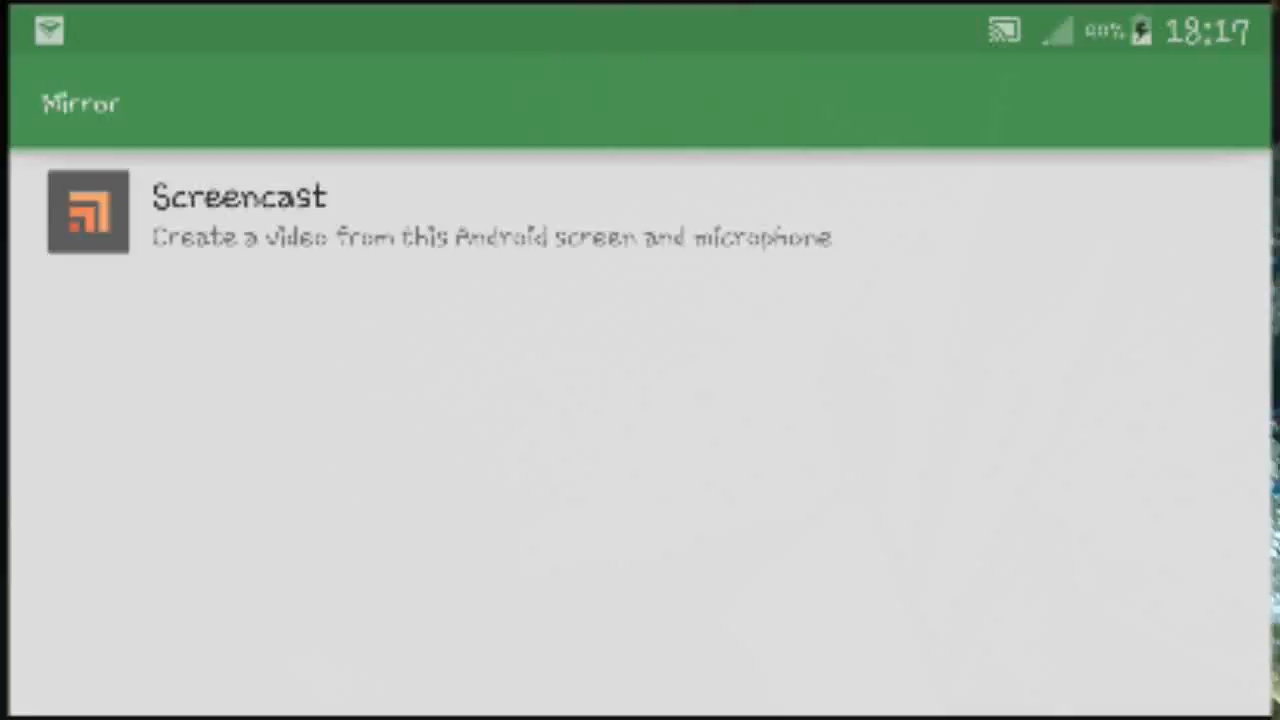 18:17
Mirror
Screencast
Create a video from this Android screen and microphone